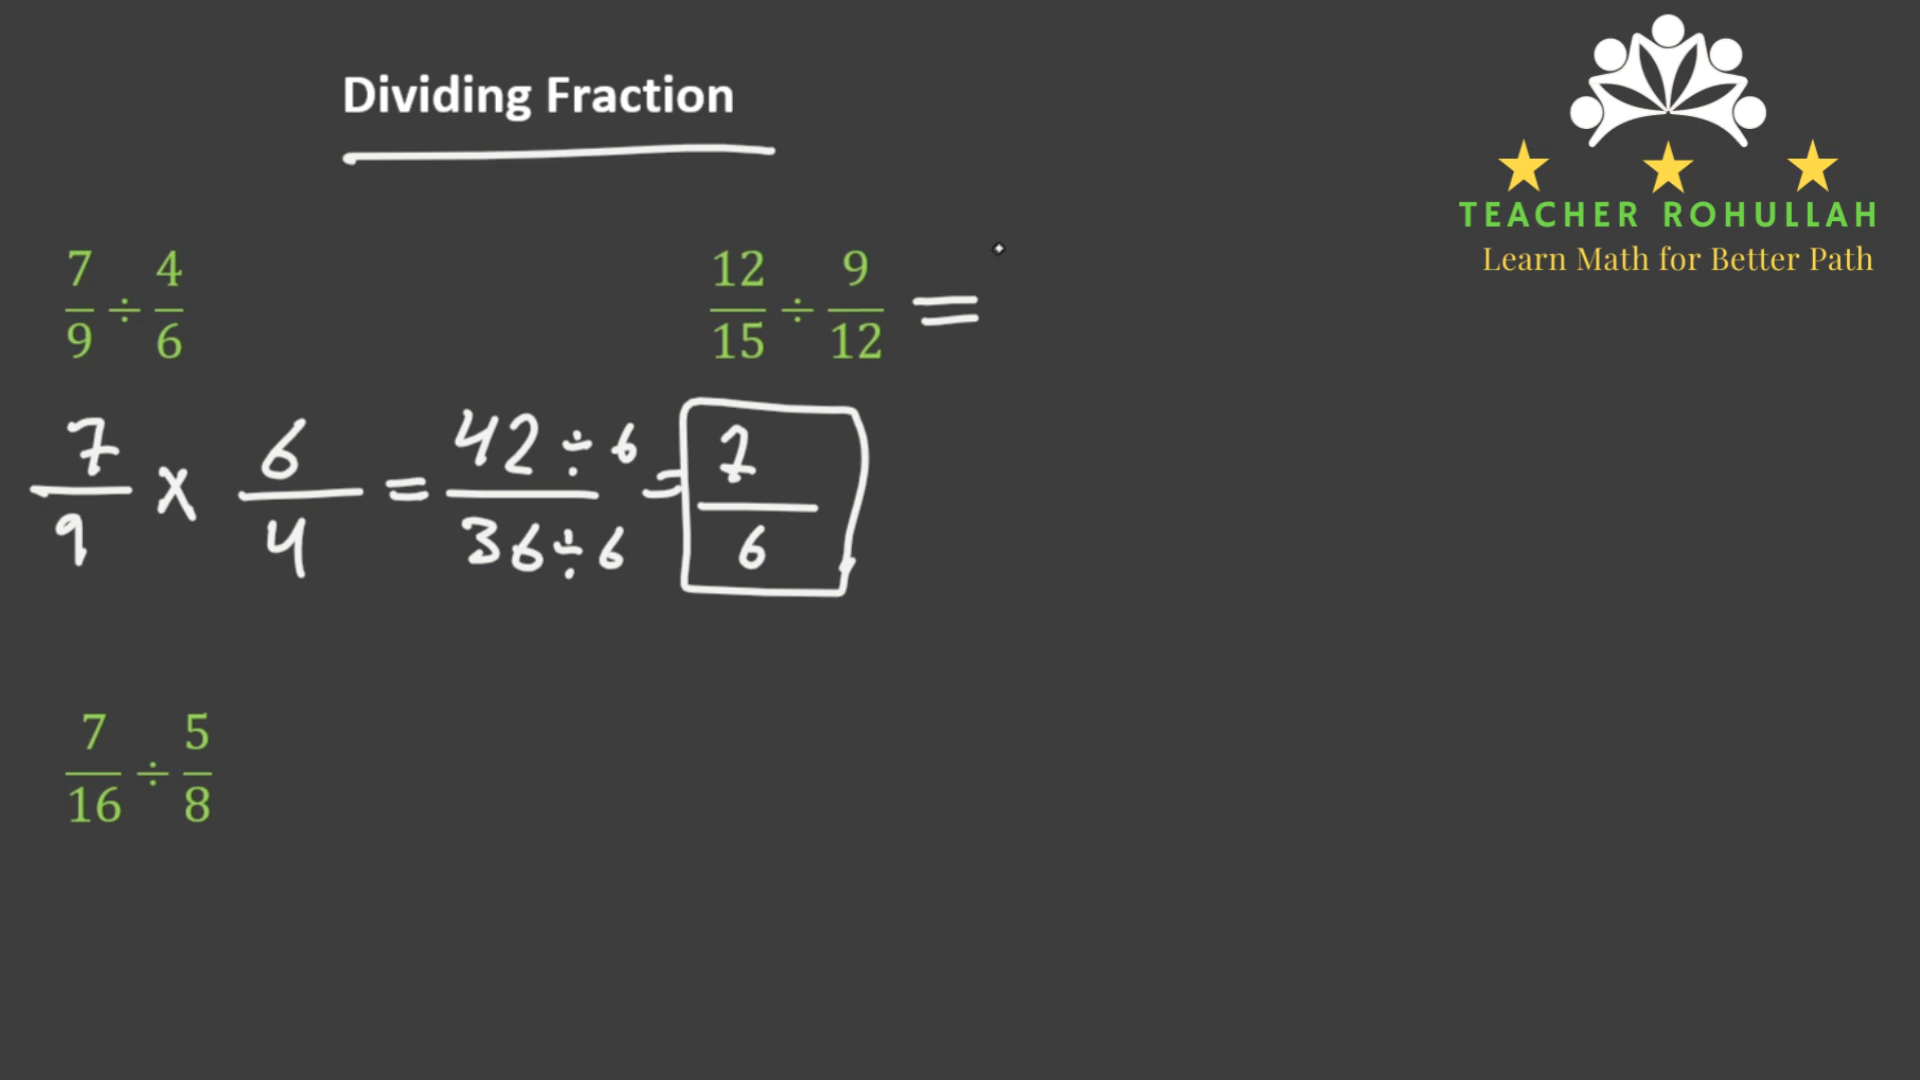 Dividing Fraction
TEACHER ROHULLAH
Learn Math for Better Path
7/9 ÷ 4/6
12/15 ÷ 9/12 =
7/9 x 6/4 = 42÷6/36÷6 = 7/6
7/16 ÷ 5/8